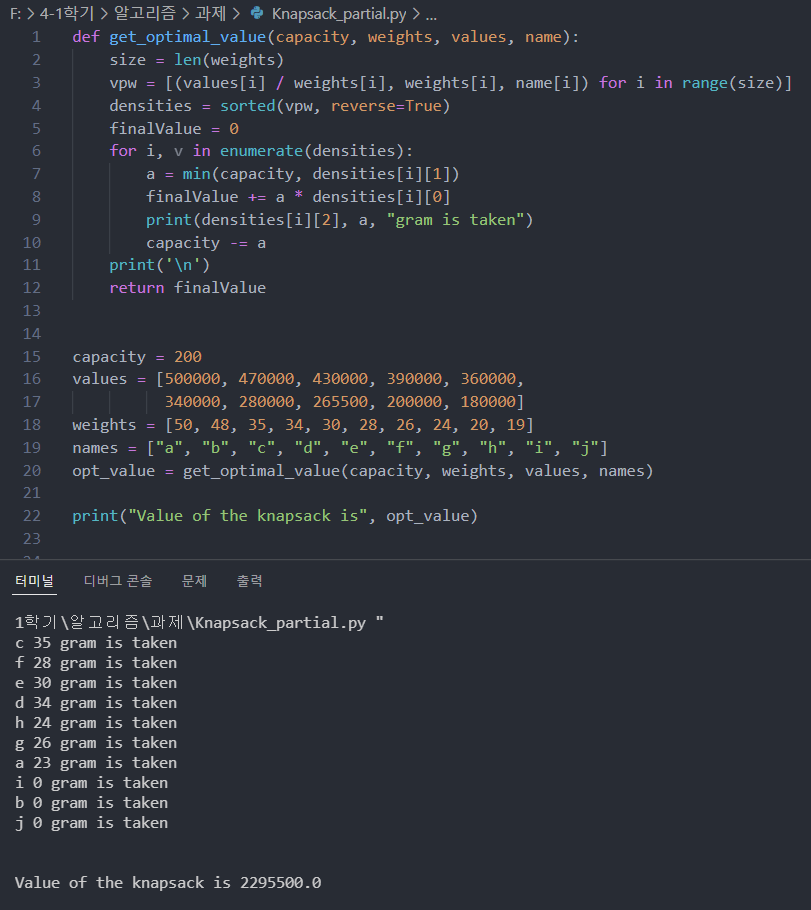 F: > 4-1학기 > 알고리즘 > 과제 > Knapsack_partial.py > ...
1 def get_optimal_value(capacity, weights, values, name):
2     size = len(weights)
3     vpw = [(values[i] / weights[i], weights[i], name[i]) for i in range(size)]
4     densities = sorted(vpw, reverse=True)
5     finalValue = 0
6     for i, v in enumerate(densities):
7         a = min(capacity, densities[i][1])
8         finalValue += a * densities[i][0]
9         print(densities[i][2], a, "gram is taken")
10         capacity -= a
11     print('\n')
12     return finalValue
13
14
15 capacity = 200
16 values = [500000, 470000, 430000, 390000, 360000,
17           340000, 280000, 265500, 200000, 180000]
18 weights = [50, 48, 35, 34, 30, 28, 26, 24, 20, 19]
19 names = ["a", "b", "c", "d", "e", "f", "g", "h", "i", "j"]
20 opt_value = get_optimal_value(capacity, weights, values, names)
21
22 print("Value of the knapsack is", opt_value)
23
터미널 디버그 콘솔 문제 출력
1학기\알고리즘\과제\Knapsack_partial.py "
c 35 gram is taken
f 28 gram is taken
e 30 gram is taken
d 34 gram is taken
h 24 gram is taken
g 26 gram is taken
a 23 gram is taken
i 0 gram is taken
b 0 gram is taken
j 0 gram is taken
Value of the knapsack is 2295500.0